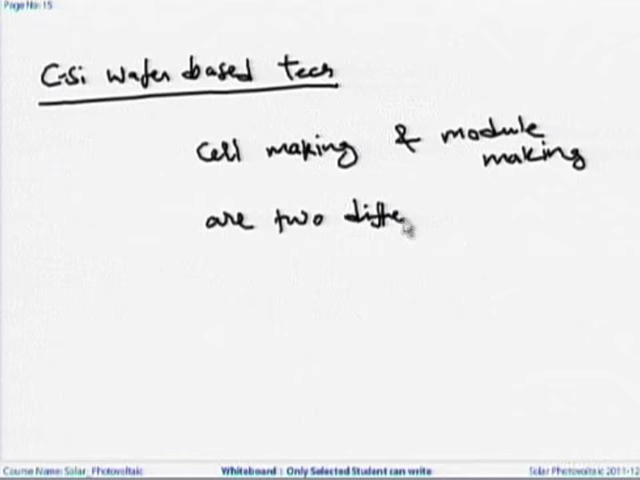 Page No: 15
C-Si wafer based tech
cell making & module
making
are two diffe
Course Name: Solar_Photovoltaic
Whiteboard : Only Selected Student can write
Solar Photovoltaic 2011-12